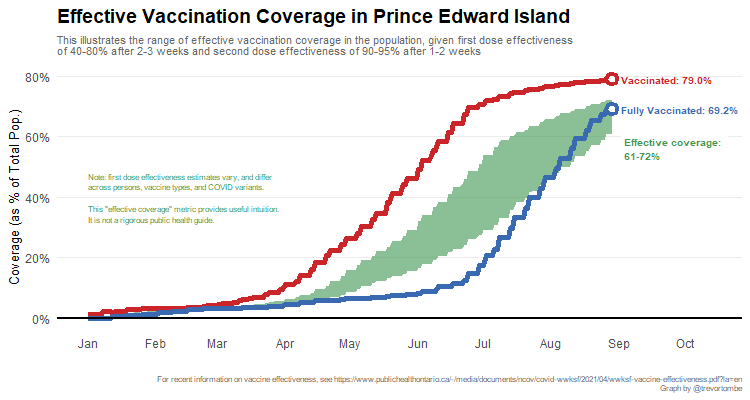 Effective Vaccination Coverage in Prince Edward Island
This illustrates the range of effective vaccination coverage in the population, given first dose effectiveness
of 40-80% after 2-3 weeks and second dose effectiveness of 90-95% after 1-2 weeks
80%
60%
40%
20%
0%
Coverage (as % of Total Pop.)
Vaccinated: 79.0%
Fully Vaccinated: 69.2%
Effective coverage:
61-72%
Note: first dose effectiveness estimates vary, and differ
across persons, vaccine types, and COVID variants.
This "effective coverage" metric provides useful intuition.
It is not a rigorous public health guide.
Jan Feb Mar Apr May Jun Jul Aug Sep Oct
For recent information on vaccine effectiveness, see https://www.publichealthontario.ca/-/media/documents/ncov/covid-wwksf/2021/04/wwksf-vaccine-effectiveness.pdf?la=en
Graph by @trevortombe